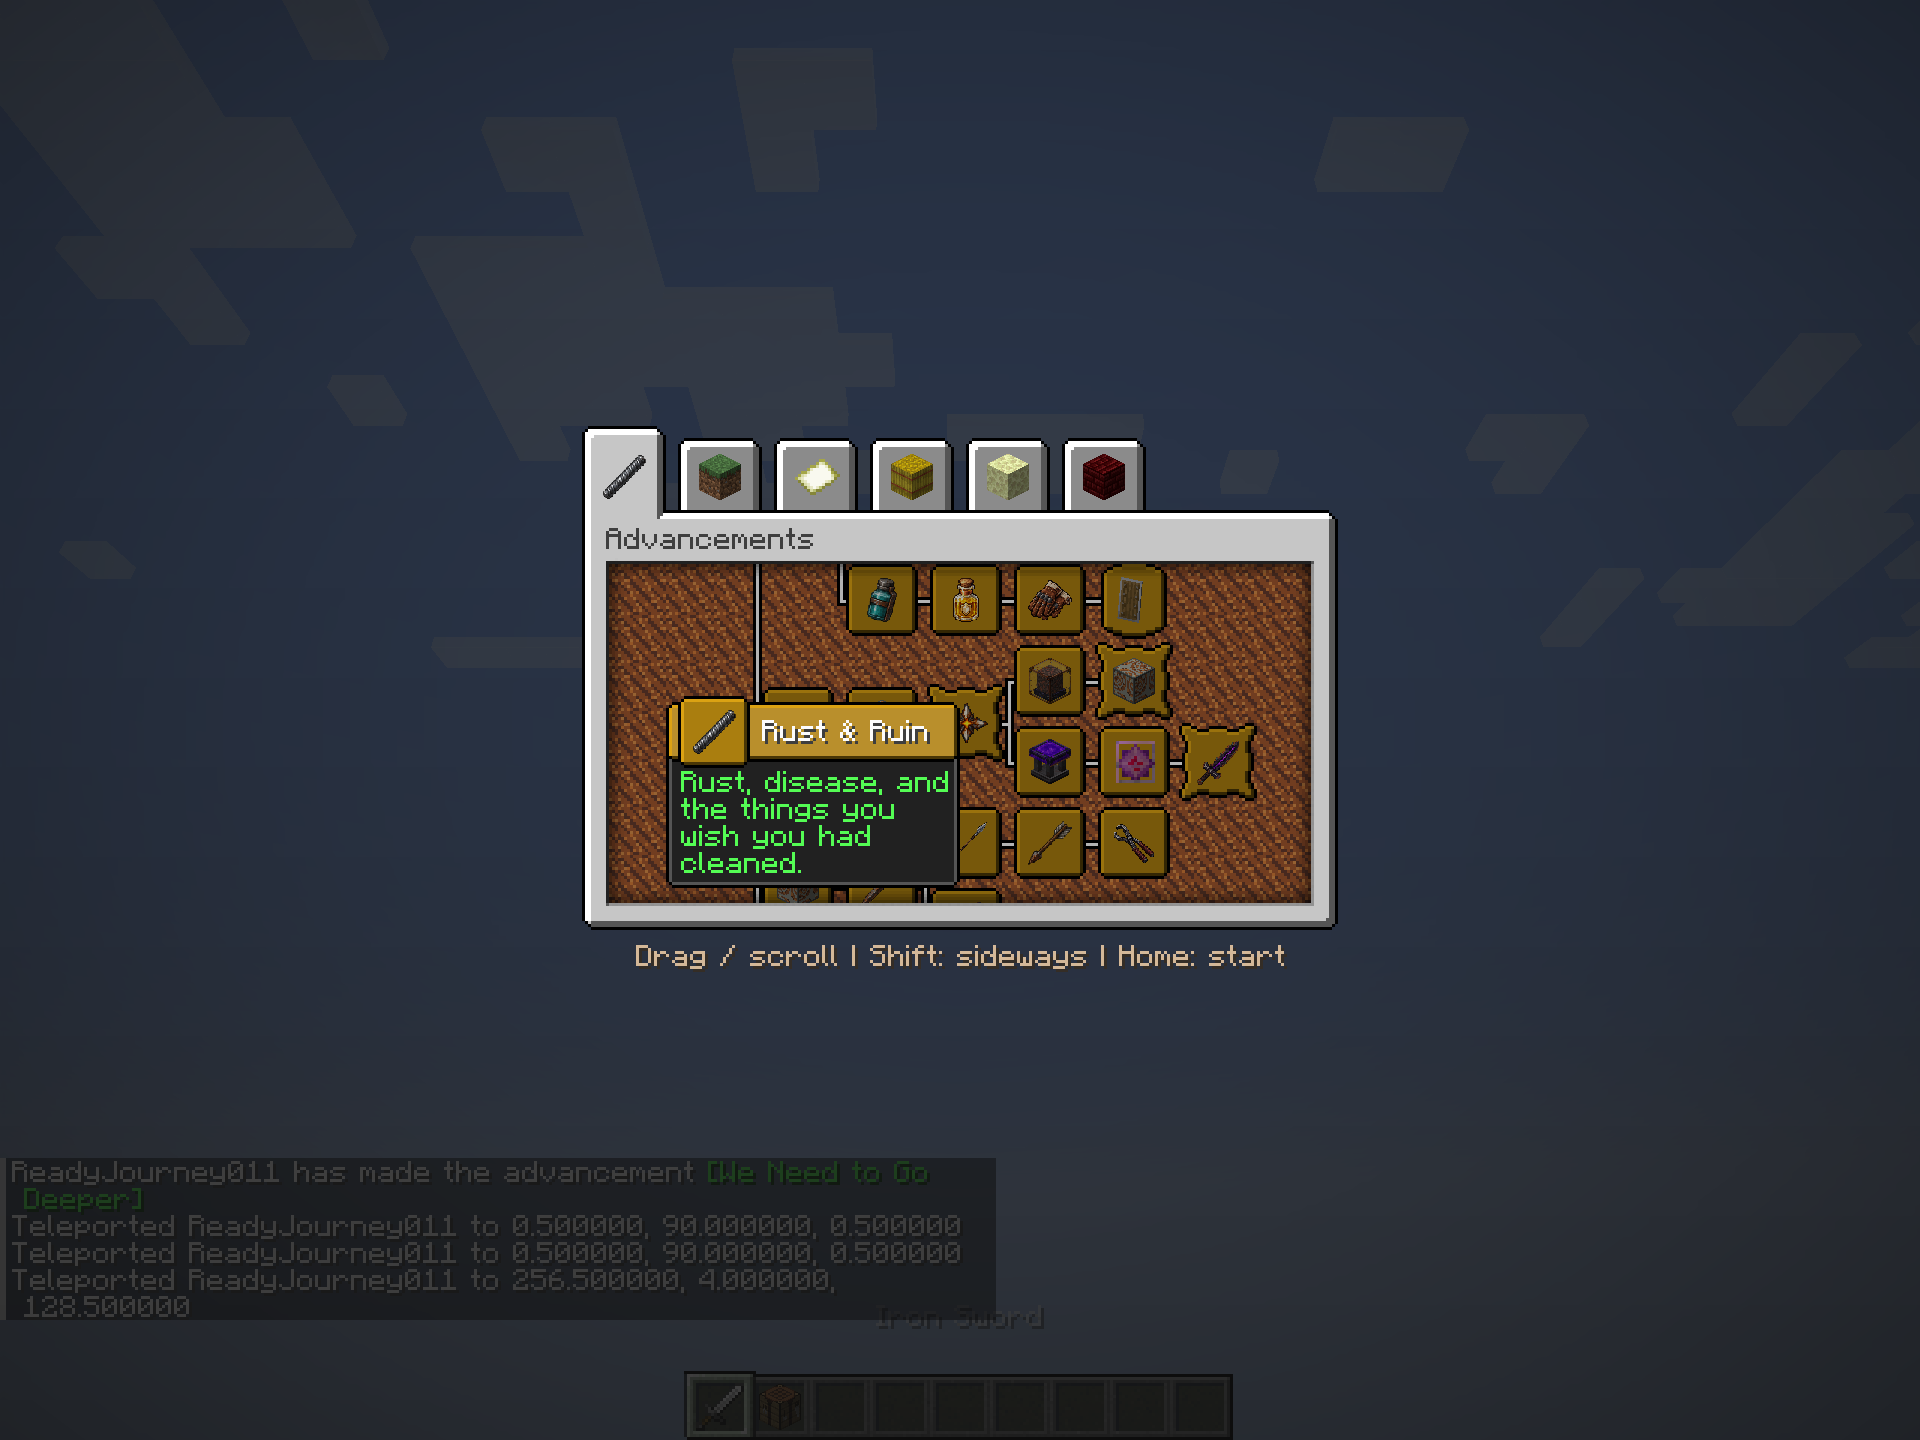 Advancements
Rust & Ruin
Rust, disease, and
the things you
wish you had
cleaned.
Drag / scroll | Shift: sideways | Home: start
ReadyJourney011 has made the advancement [We Need to Go
Deeper]
Teleported ReadyJourney011 to 0.500000, 90.000000, 0.500000
Teleported ReadyJourney011 to 0.500000, 90.000000, 0.500000
Teleported ReadyJourney011 to 256.500000, 4.000000,
128.500000
Iron Sword